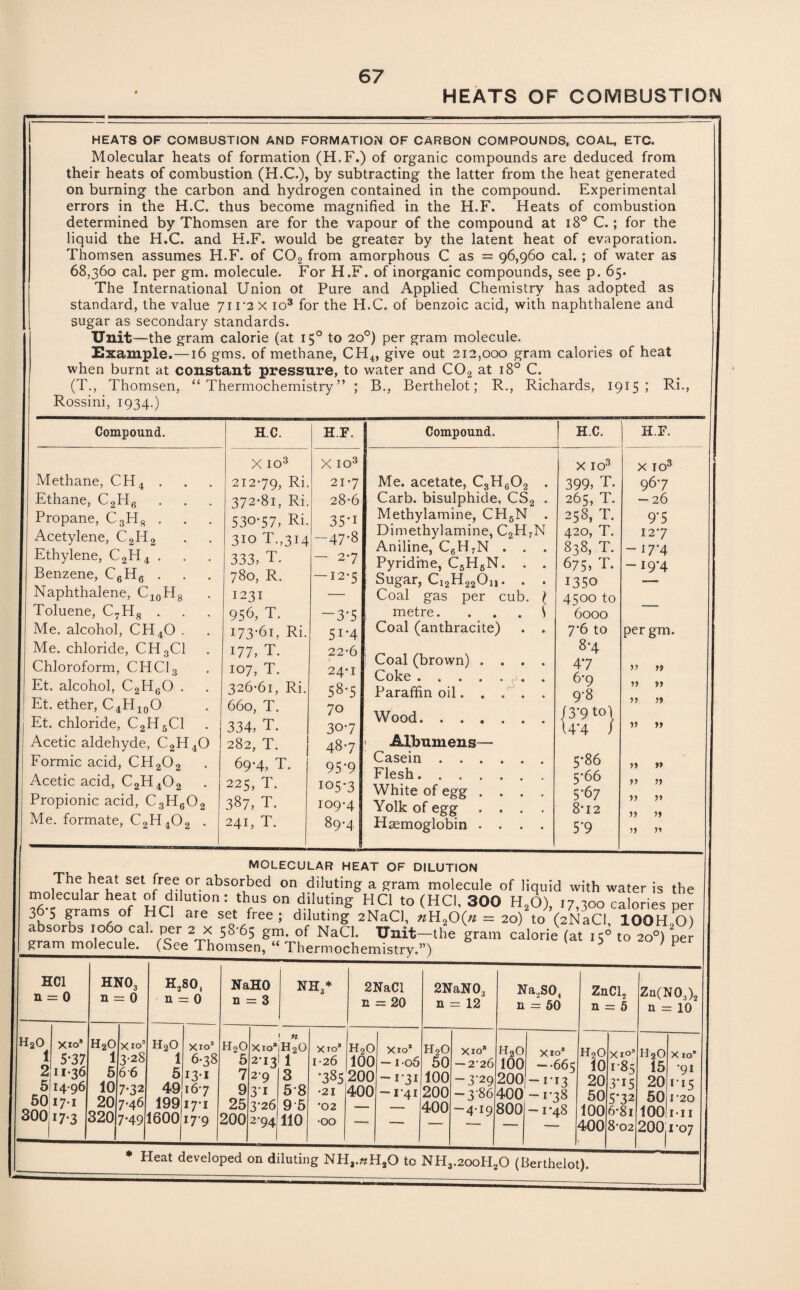 67
HEATS OF COMBUSTION
HEATS OF COMBUSTION AND FORMATION OF CARBON COMPOUNDS, COAL, ETC.
Molecular heats of formation (H.F.) of organic compounds are deduced from
their heats of combustion (H.C.), by subtracting the latter from the heat generated
on burning the carbon and hydrogen contained in the compound. Experimental
errors in the H.C. thus become magnified in the H.F. Heats of combustion
determined by Thomsen are for the vapour of the compound at 18° C.; for the
liquid the H.C. and H.F. would be greater by the latent heat of evaporation.
Thomsen assumes H.F. of CO₂ from amorphous C as = 96,960 cal.; of water as
68,360 cal. per gm. molecule. For H.F. of inorganic compounds, see p. 65.
The International Union of Pure and Applied Chemistry has adopted as
standard, the value 711·2 × 10³ for the H.C. of benzoic acid, with naphthalene and
sugar as secondary standards.
Unit—the gram calorie (at 15° to 20°) per gram molecule.
Example.—16 gms. of methane, CH₄, give out 212,000 gram calories of heat
when burnt at constant pressure, to water and CO₂ at 18° C.
(T., Thomsen, “Thermochemistry”; B., Berthelot; R., Richards, 1915; Ri.,
Rossini, 1934.)
Compound. H.C. H.F. Compound. H.C. H.F.
× 10³ × 10³ × 10³ × 10³
Methane, CH₄ . . . 212·79, Ri. 21·7 Me. acetate, C₃H₆O₂ . 399, T. 96·7
Ethane, C₂H₆ . . . 372·81, Ri. 28·6 Carb. bisulphide, CS₂ . 265, T. −26
Propane, C₃H₈ . . . 530·57, Ri. 35·1 Methylamine, CH₅N . 258, T. 9·5
Acetylene, C₂H₂ . . 310 T.,314 −47·8 Dimethylamine, C₂H₇N 420, T. 12·7
Ethylene, C₂H₄ . . . 333, T. − 2·7 Aniline, C₆H₇N . . . 838, T. −17·4
Benzene, C₆H₆ . . . 780, R. −12·5 Pyridine, C₅H₅N. . . 675, T. −19·4
Naphthalene, C₁₀H₈ . 1231 — Sugar, C₁₂H₂₂O₁₁. . . 1350 —
Toluene, C₇H₈ . . . 956, T. −3·5 Coal gas per cub. metre. . . . 4500 to 6000 —
Me. alcohol, CH₄O . . 173·61, Ri. 51·4 Coal (anthracite) . . 7·6 to 8·4 per gm.
Me. chloride, CH₃Cl . 177, T. 22·6 Coal (brown) . . . . 4·7 ” ”
Chloroform, CHCl₃ 107, T. 24·1 Coke . . . . . . . 6·9 ” ”
Et. alcohol, C₂H₆O . . 326·61, Ri. 58·5 Paraffin oil. . . . . 9·8 ” ”
Et. ether, C₄H₁₀O 660, T. 70 Wood. . . . . . . {3·9 to 4·4} ” ”
Et. chloride, C₂H₅Cl . 334, T. 30·7 Albumens—
Acetic aldehyde, C₂H₄O 282, T. 48·7 Casein . . . . . . 5·86 ” ”
Formic acid, CH₂O₂ . 69·4, T. 95·9 Flesh. . . . . . . 5·66 ” ”
Acetic acid, C₂H₄O₂ . 225, T. 105·3 White of egg . . . . 5·67 ” ”
Propionic acid, C₃H₆O₂ 387, T. 109·4 Yolk of egg . . . . 8·12 ” ”
Me. formate, C₂H₄O₂ . 241, T. 89·4 Hæmoglobin . . . . 5·9 ” ”
MOLECULAR HEAT OF DILUTION
The heat set free or absorbed on diluting a gram molecule of liquid with water is the
molecular heat of dilution: thus on diluting HCl to (HCl, 300 H₂O), 17,300 calories per
36·5 grams of HCl are set free; diluting 2NaCl, nH₂O(n = 20) to (2NaCl, 100H₂O)
absorbs 1060 cal. per 2 × 58·65 gm. of NaCl. Unit—the gram calorie (at 15° to 20°) per
gram molecule. (See Thomsen, “Thermochemistry.”)
HCl n = 0 HNO₃ n = 0 H₂SO₄ n = 0 NaHO n = 3 NH₃* 2NaCl n = 20 2NaNO₃ n = 12 Na₂SO₄ n = 50 ZnCl₂ n = 5 Zn(NO₃)₂ n = 10
H₂O ×10³ H₂O ×10³ H₂O ×10³ H₂O ×10³ n H₂O ×10³ H₂O ×10³ H₂O ×10³ H₂O ×10³ H₂O ×10³ H₂O ×10³
1 5·37 1 3·28 1 6·38 5 2·13 1 1·26 100 −1·06 50 −2·26 100 −·665 10 1·85 15 ·91
2 11·36 5 6·6 5 13·1 7 2·9 3 ·385 200 −1·31 100 −3·29 200 −1·13 20 3·15 20 1·15
5 14·96 10 7·32 49 16·7 9 3·1 5·8 ·21 400 −1·41 200 −3·86 400 −1·38 50 5·32 50 1·20
50 17·1 20 7·46 199 17·1 25 3·26 9·5 ·02 — — 400 −4·19 800 −1·48 100 6·81 100 1·11
300 17·3 320 7·49 1600 17·9 200 2·94 110 ·00 — — — — — — 400 8·02 200 1·07
* Heat developed on diluting NH₃.nH₂O to NH₃.200H₂O (Berthelot).